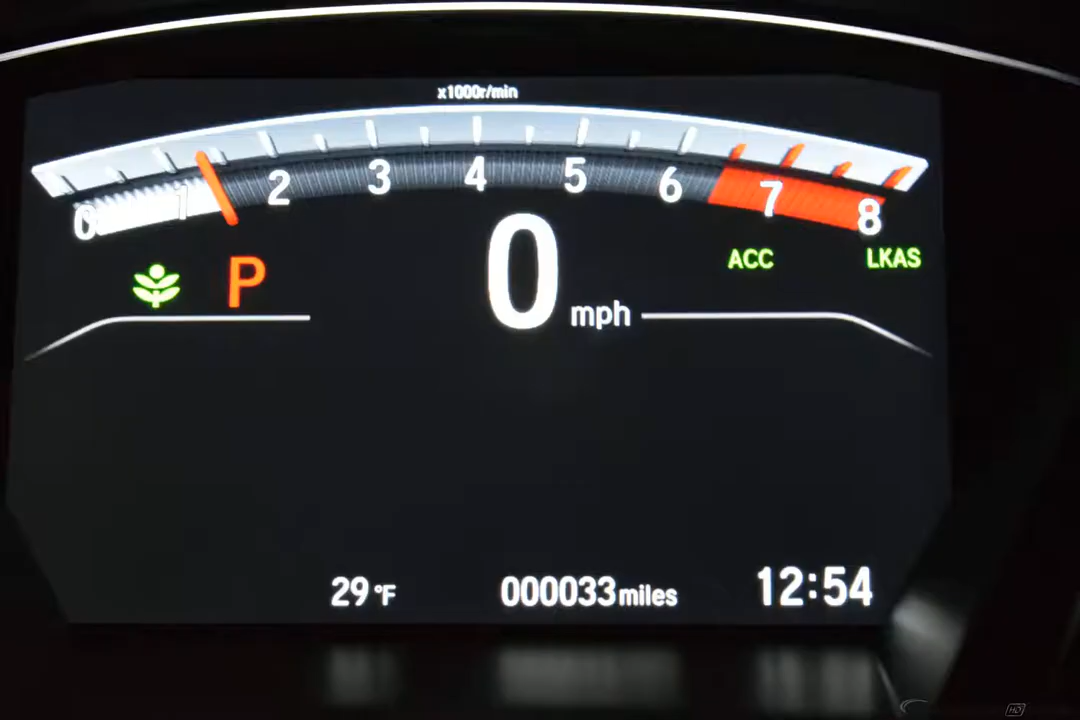 x1000r/min
0 1 2 3 4 5 6 7 8
P 0 mph ACC LKAS
29°F 000033 miles 12:54
HD